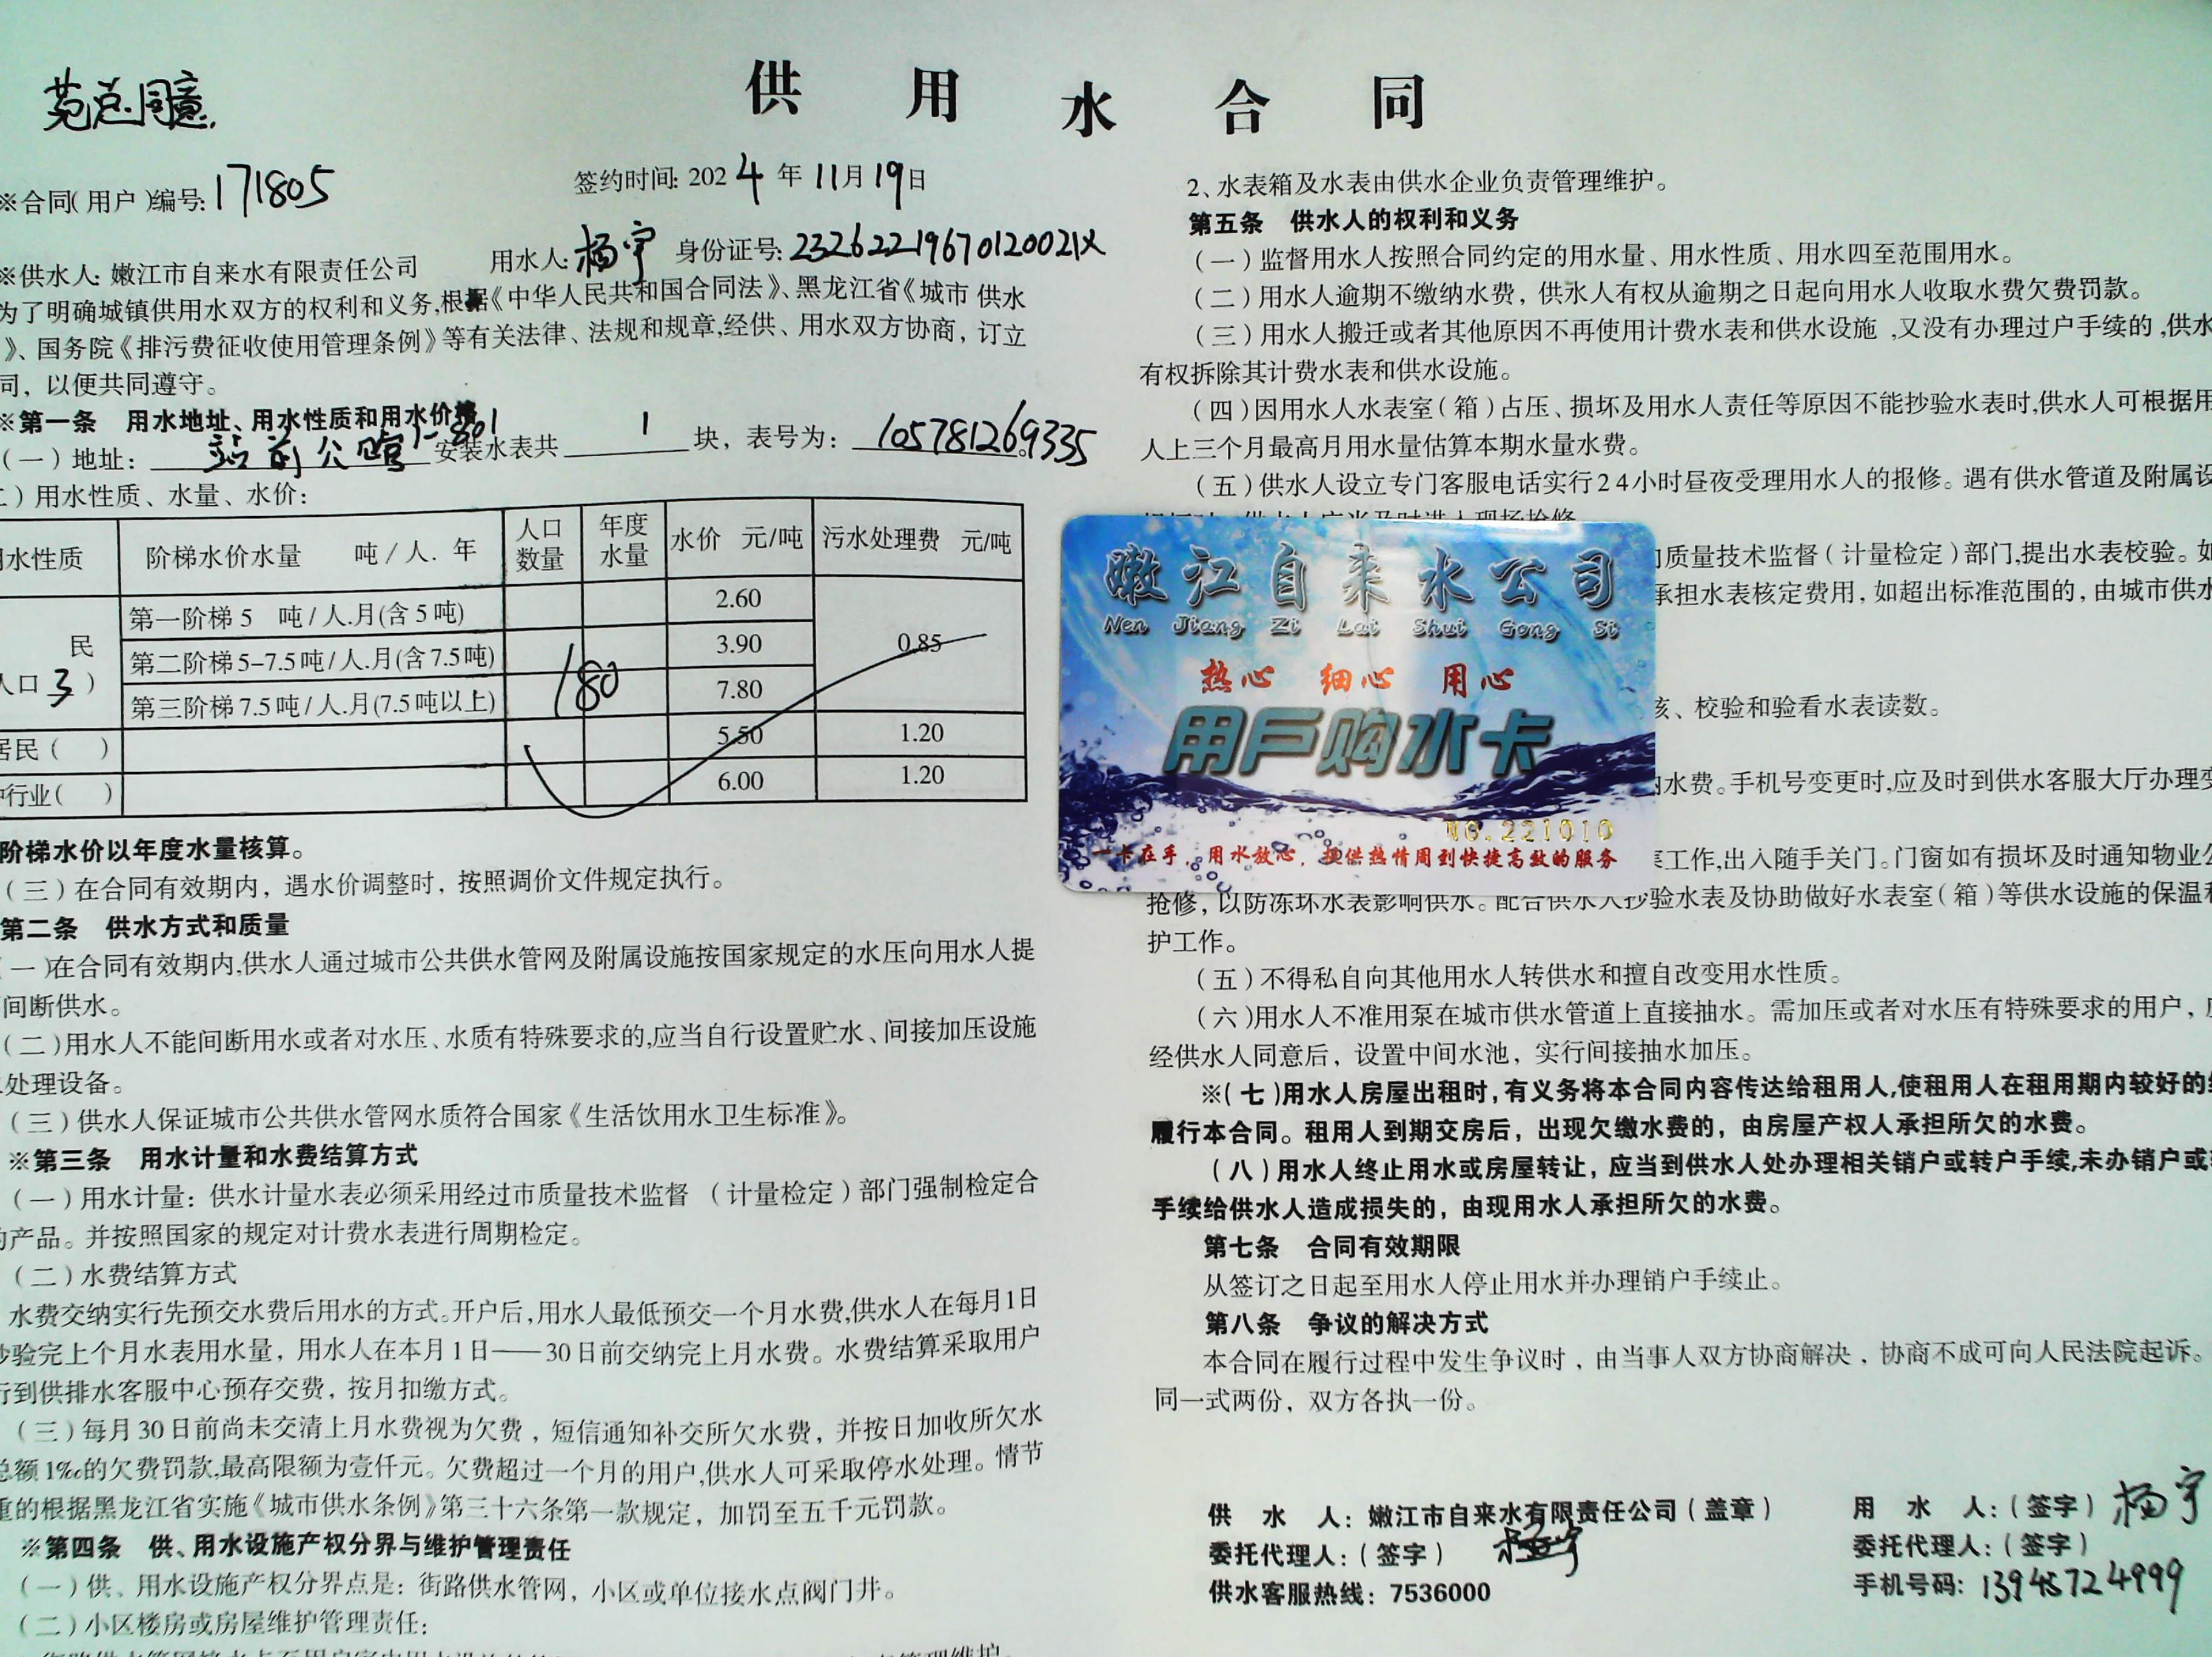 范总同意.
供用水合同
※合同(用户)编号: 171805
签约时间: 2024年11月19日
※供水人: 嫩江市自来水有限责任公司 用水人: 杨宇 身份证号: 23262219670120021X
为了明确城镇供用水双方的权利和义务,根据《中华人民共和国合同法》、黑龙江省《城市 供水
》、国务院《排污费征收使用管理条例》等有关法律、法规和规章,经供、用水双方协商,订立
同,以便共同遵守。
※第一条 用水地址、用水性质和用水价格
(一)地址: 站前公路1-801 安装水表共 1 块,表号为: 105781269335。
二)用水性质、水量、水价:
用水性质 阶梯水价水量 吨/人.年 人口数量 年度水量 水价 元/吨 污水处理费 元/吨
民
人口3)
第一阶梯5 吨/人.月(含5吨) 2.60
第二阶梯5-7.5吨/人.月(含7.5吨) 180 3.90 0.85
第三阶梯7.5吨/人.月(7.5吨以上) 7.80
居民( ) 5.50 1.20
行业( ) 6.00 1.20
阶梯水价以年度水量核算。
(三)在合同有效期内,遇水价调整时,按照调价文件规定执行。
第二条 供水方式和质量
(一)在合同有效期内,供水人通过城市公共供水管网及附属设施按国家规定的水压向用水人提
间断供水。
(二)用水人不能间断用水或者对水压、水质有特殊要求的,应当自行设置贮水、间接加压设施
处理设备。
(三)供水人保证城市公共供水管网水质符合国家《生活饮用水卫生标准》。
※第三条 用水计量和水费结算方式
(一)用水计量:供水计量水表必须采用经过市质量技术监督 (计量检定)部门强制检定合
的产品。并按照国家的规定对计费水表进行周期检定。
(二)水费结算方式
水费交纳实行先预交水费后用水的方式。开户后,用水人最低预交一个月水费,供水人在每月1日
抄验完上个月水表用水量,用水人在本月1日——30日前交纳完上月水费。水费结算采取用户
行到供排水客服中心预存交费,按月扣缴方式。
(三)每月30日前尚未交清上月水费视为欠费,短信通知补交所欠水费,并按日加收所欠水
总额1‰的欠费罚款,最高限额为壹仟元。欠费超过一个月的用户,供水人可采取停水处理。情节
重的根据黑龙江省实施《城市供水条例》第三十六条第一款规定,加罚至五千元罚款。
※第四条 供、用水设施产权分界与维护管理责任
(一)供、用水设施产权分界点是:街路供水管网,小区或单位接水点阀门井。
(二)小区楼房或房屋维护管理责任:
2、水表箱及水表由供水企业负责管理维护。
第五条 供水人的权利和义务
(一)监督用水人按照合同约定的用水量、用水性质、用水四至范围用水。
(二)用水人逾期不缴纳水费,供水人有权从逾期之日起向用水人收取水费欠费罚款。
(三)用水人搬迁或者其他原因不再使用计费水表和供水设施,又没有办理过户手续的,供水
有权拆除其计费水表和供水设施。
(四)因用水人水表室(箱)占压、损坏及用水人责任等原因不能抄验水表时,供水人可根据用
人上三个月最高月用水量估算本期水量水费。
(五)供水人设立专门客服电话实行24小时昼夜受理用水人的报修。遇有供水管道及附属设
质量技术监督(计量检定)部门,提出水表校验。如
承担水表核定费用,如超出标准范围的,由城市供水
核、校验和验看水表读数。
水费。手机号变更时,应及时到供水客服大厅办理变
工作,出入随手关门。门窗如有损坏及时通知物业公
抢修,以防冻坏水表影响供水。配合供水人抄验水表及协助做好水表室(箱)等供水设施的保温和
护工作。
(五)不得私自向其他用水人转供水和擅自改变用水性质。
(六)用水人不准用泵在城市供水管道上直接抽水。需加压或者对水压有特殊要求的用户,应
经供水人同意后,设置中间水池,实行间接抽水加压。
※(七)用水人房屋出租时,有义务将本合同内容传达给租用人,使租用人在租用期内较好的
履行本合同。租用人到期交房后,出现欠缴水费的,由房屋产权人承担所欠的水费。
(八)用水人终止用水或房屋转让,应当到供水人处办理相关销户或转户手续,未办销户或
手续给供水人造成损失的,由现用水人承担所欠的水费。
第七条 合同有效期限
从签订之日起至用水人停止用水并办理销户手续止。
第八条 争议的解决方式
本合同在履行过程中发生争议时,由当事人双方协商解决,协商不成可向人民法院起诉。
同一式两份,双方各执一份。
供 水 人:嫩江市自来水有限责任公司(盖章)
委托代理人:(签字)
供水客服热线:7536000
用 水 人:(签字) 杨宇
委托代理人:(签字)
手机号码: 13945724999
嫩江自来水公司
Nen Jiang Zi Lai Shui Gong Si
热心 细心 用心
用户购水卡
NO.221010
一卡在手,用水放心,提供热情周到快捷高效的服务